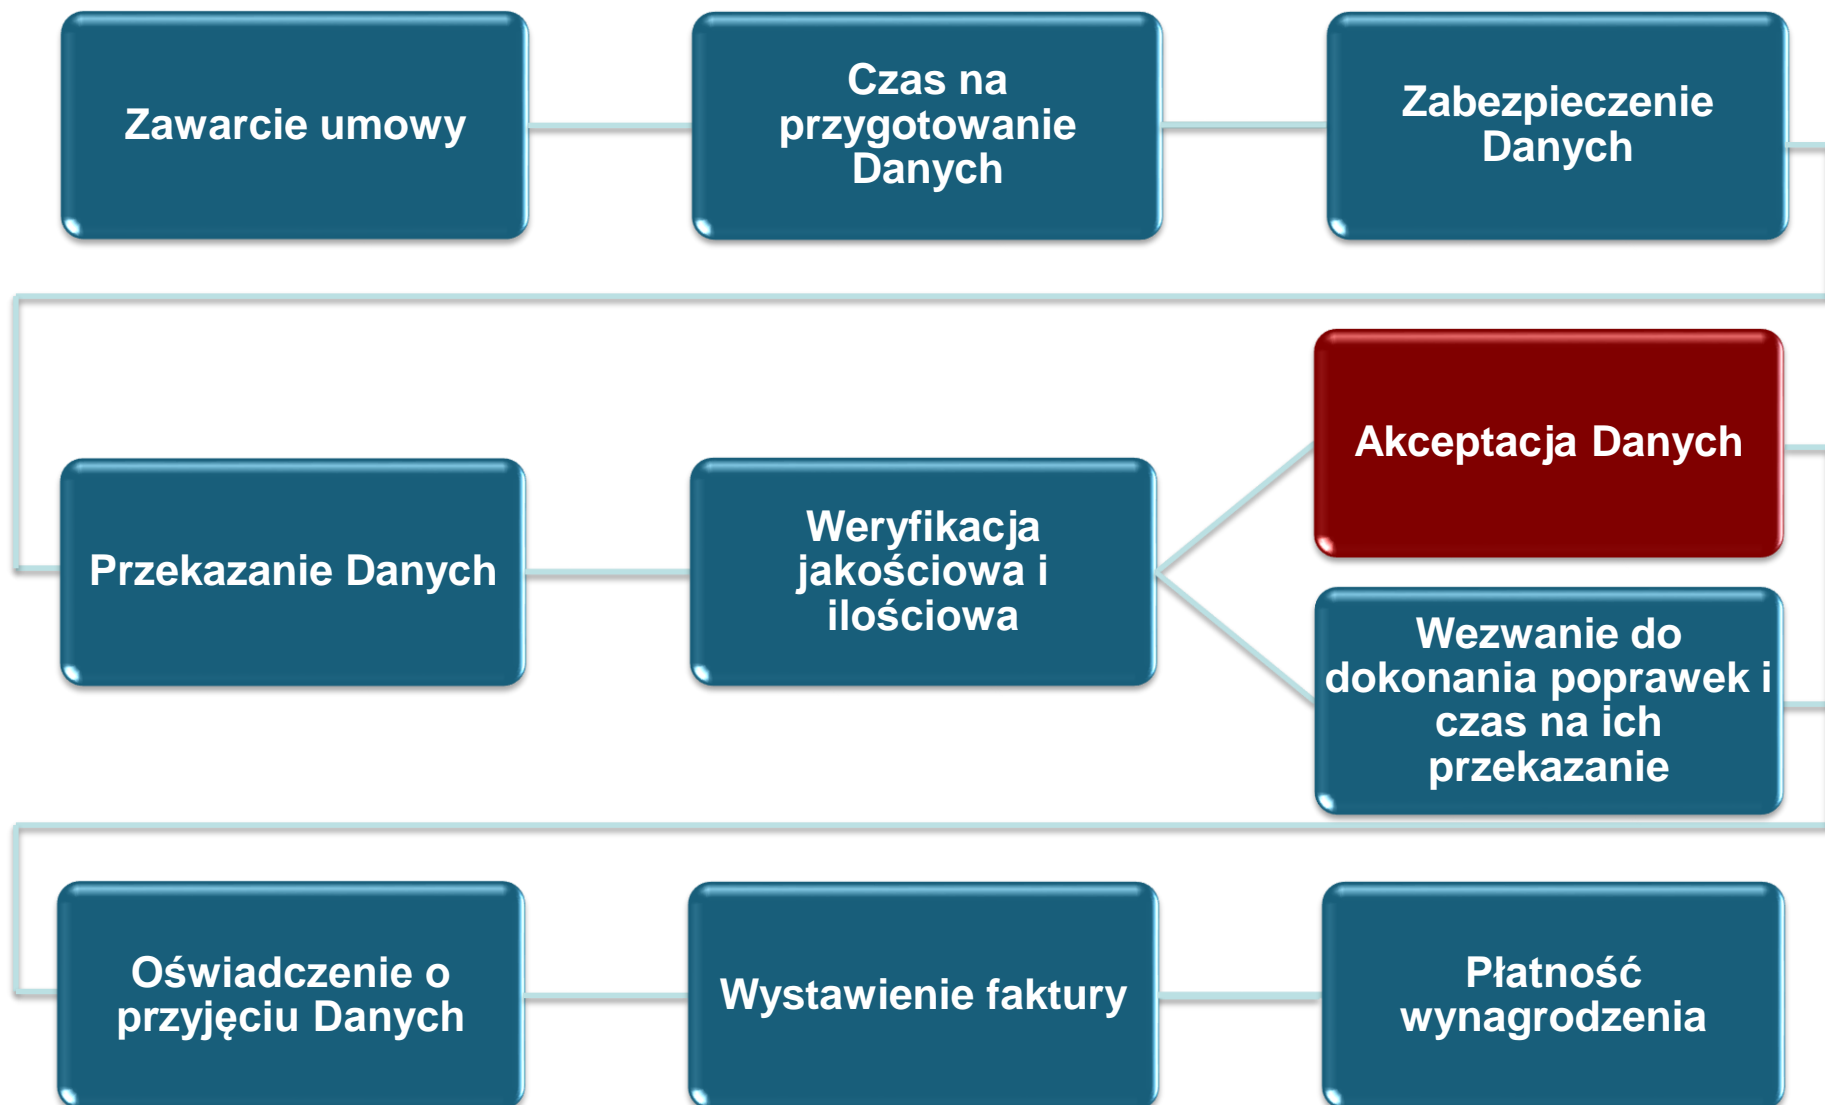 Zawarcie umowy
Czas na
przygotowanie
Danych
Zabezpieczenie
Danych
Akceptacja Danych
Przekazanie Danych
Weryfikacja
jakościowa i
ilościowa
Wezwanie do
dokonania poprawek i
czas na ich
przekazanie
Oświadczenie o
przyjęciu Danych
Wystawienie faktury
Płatność
wynagrodzenia